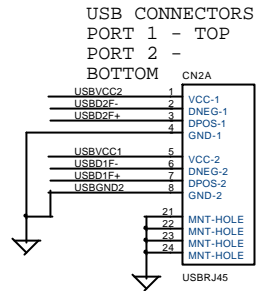 USB CONNECTORS
PORT 1 - TOP
PORT 2 -
BOTTOM
CN2A
USBVCC2 1 VCC-1
USBD2F- 2 DNEG-1
USBD2F+ 3 DPOS-1
4 GND-1
USBVCC1 5 VCC-2
USBD1F- 6 DNEG-2
USBD1F+ 7 DPOS-2
USBGND2 8 GND-2
21 MNT-HOLE
22 MNT-HOLE
23 MNT-HOLE
24 MNT-HOLE
USBRJ45